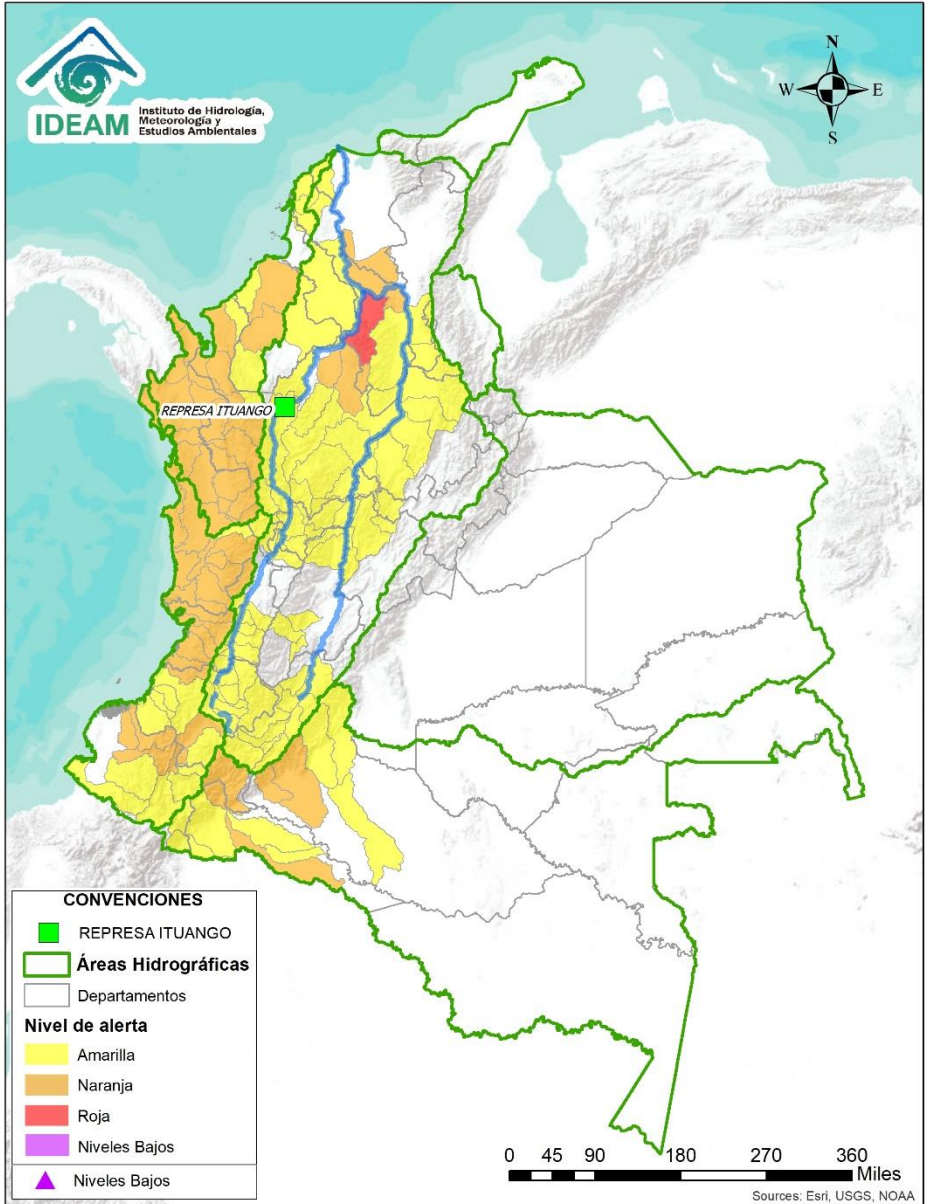 IDEAM
Instituto de Hidrología,
Meteorología y
Estudios Ambientales
N
W
E
S
REPRESA ITUANGO
CONVENCIONES
REPRESA ITUANGO
Áreas Hidrográficas
Departamentos
Nivel de alerta
Amarilla
Naranja
Roja
Niveles Bajos
Niveles Bajos
0 45 90 180 270 360
Miles
Sources: Esri, USGS, NOAA